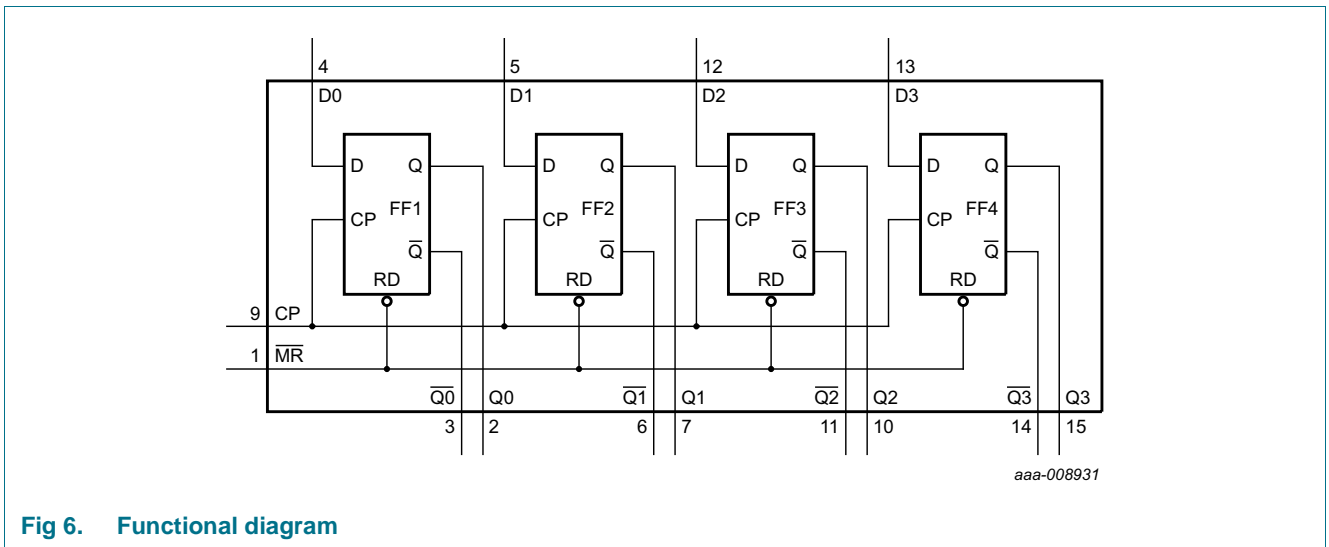 4 5 12 13
D0 D1 D2 D3
D Q D Q D Q D Q
FF1 FF2 FF3 FF4
CP CP CP CP
Q̅ Q̅ Q̅ Q̅
RD RD RD RD
9 CP
1 M̅R̅
Q̅0̅ Q0 Q̅1̅ Q1 Q̅2̅ Q2 Q̅3̅ Q3
3 2 6 7 11 10 14 15
aaa-008931
Fig 6. Functional diagram